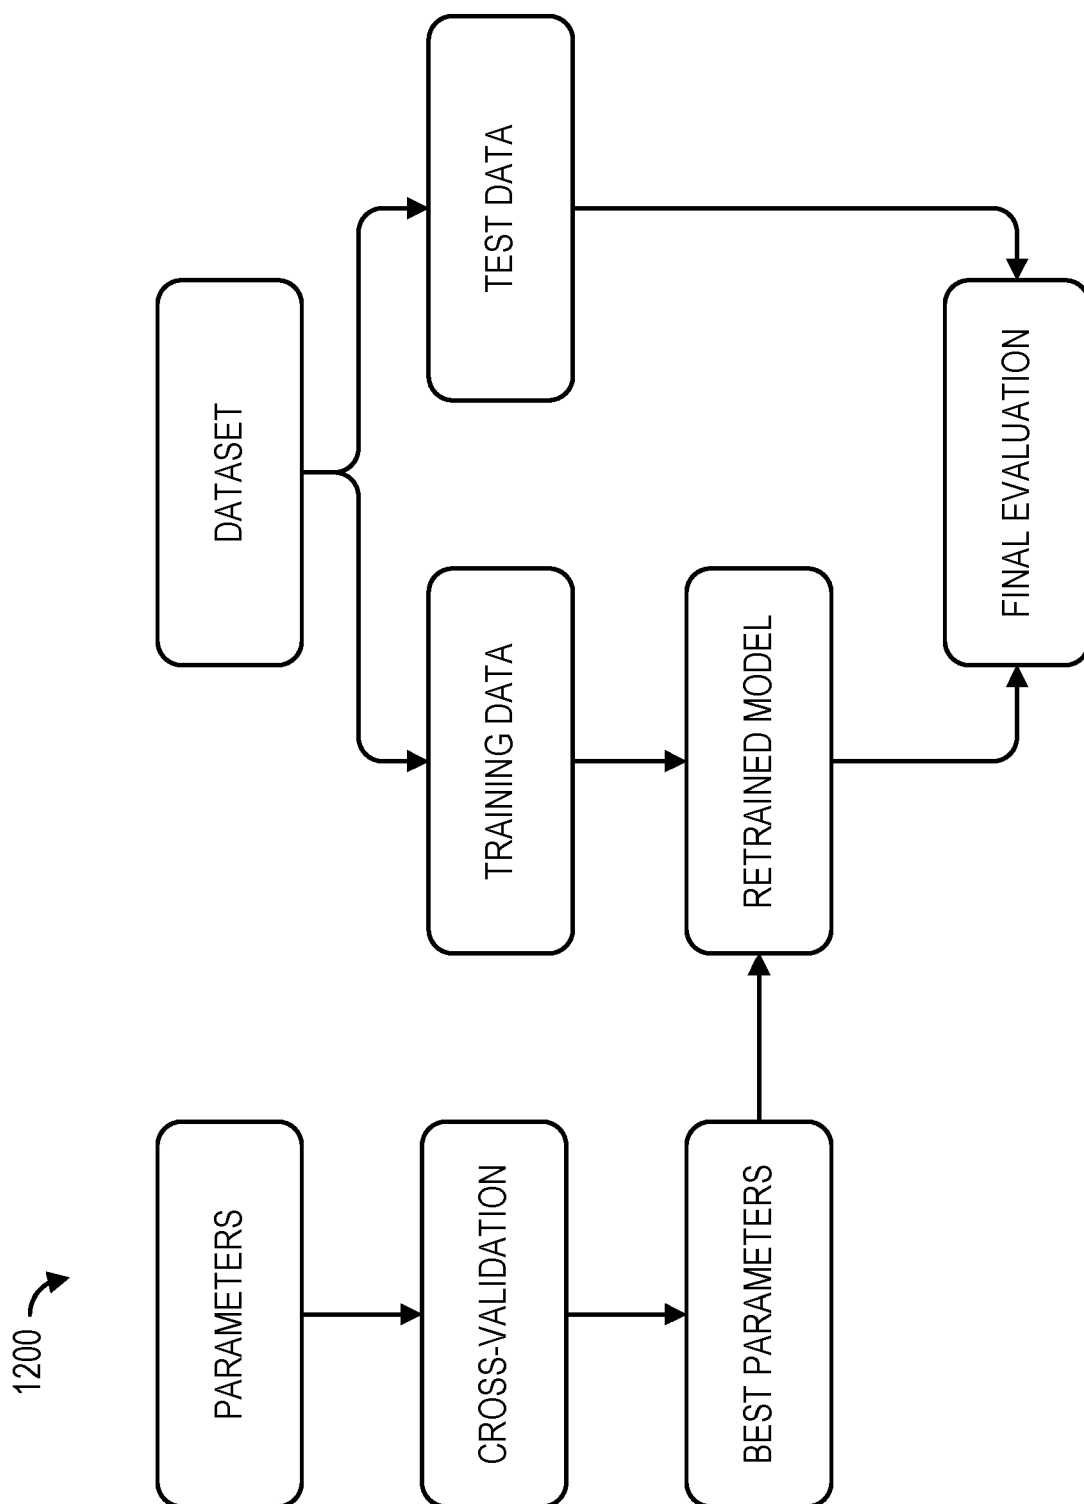 1200
PARAMETERS
DATASET
CROSS-VALIDATION
TRAINING DATA
TEST DATA
BEST PARAMETERS
RETRAINED MODEL
FINAL EVALUATION